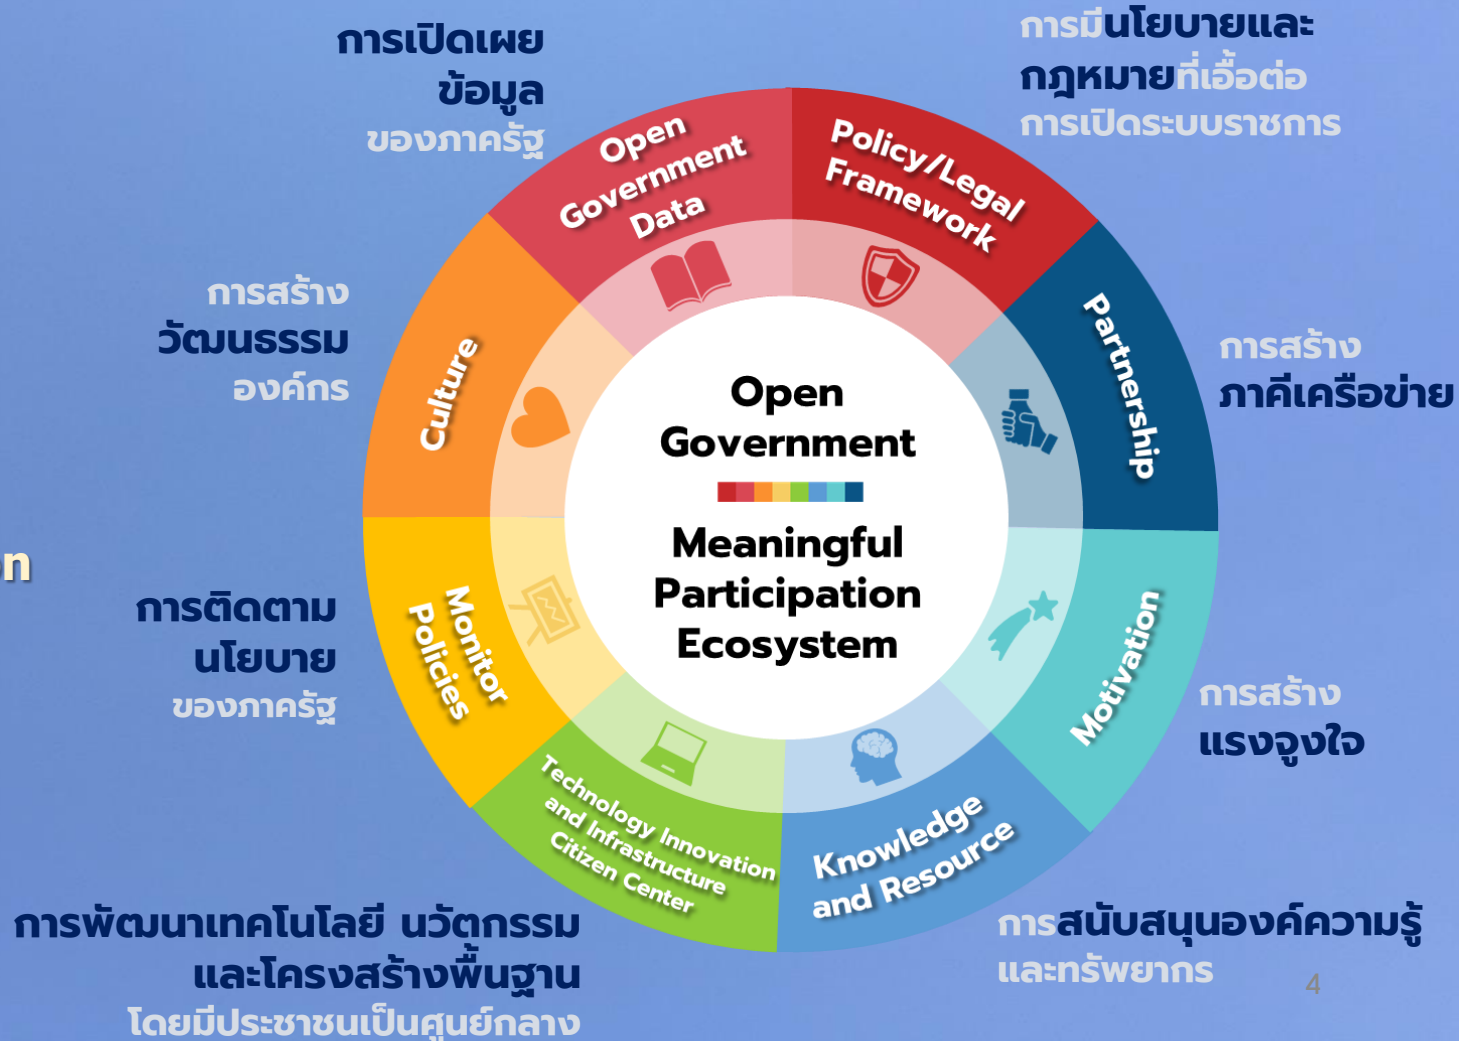 การเปิดเผย
ข้อมูล
ของภาครัฐ
การมีนโยบายและ
กฎหมายที่เอื้อต่อ
การเปิดระบบราชการ
Open
Government
Data
Policy/Legal
Framework
การสร้าง
วัฒนธรรม
องค์กร
Culture
Partnership
การสร้าง
ภาคีเครือข่าย
Open
Government
Meaningful
Participation
Ecosystem
n
การติดตาม
นโยบาย
ของภาครัฐ
Monitor
Policies
Motivation
การสร้าง
แรงจูงใจ
Technology Innovation
and Infrastructure
Citizen Center
Knowledge
and Resource
การพัฒนาเทคโนโลยี นวัตกรรม
และโครงสร้างพื้นฐาน
โดยมีประชาชนเป็นศูนย์กลาง
การสนับสนุนองค์ความรู้
และทรัพยากร
4